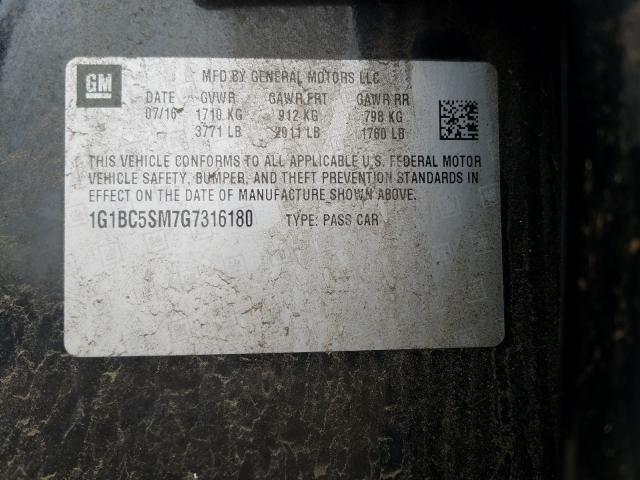 GM
MFD BY GENERAL MOTORS LLC
DATE GVWR GAWR FRT GAWR RR
07/16 1710 KG 912 KG 798 KG
3771 LB 2011 LB 1760 LB
THIS VEHICLE CONFORMS TO ALL APPLICABLE U.S. FEDERAL MOTOR
VEHICLE SAFETY, BUMPER, AND THEFT PREVENTION STANDARDS IN
EFFECT ON THE DATE OF MANUFACTURE SHOWN ABOVE.
1G1BC5SM7G7316180 TYPE: PASS CAR